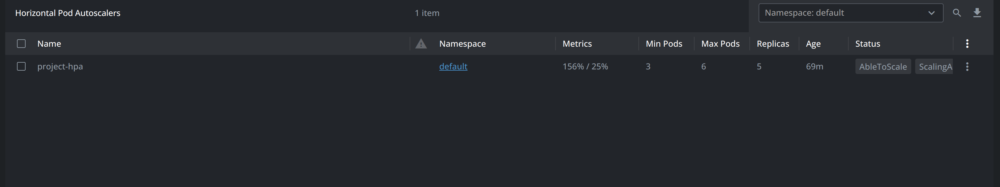 Horizontal Pod Autoscalers 1 item Namespace: default
Name Namespace Metrics Min Pods Max Pods Replicas Age Status
project-hpa default 156% / 25% 3 6 5 69m AbleToScale ScalingA